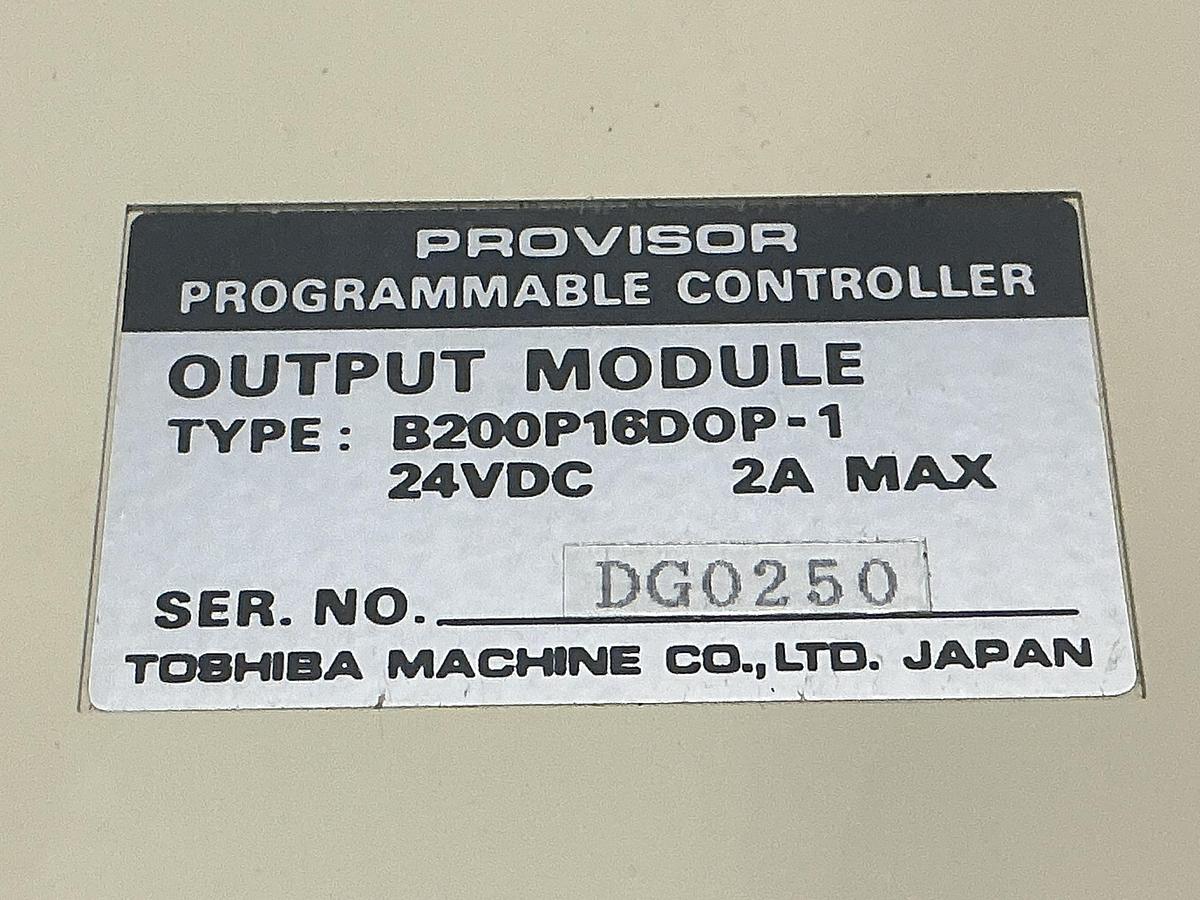 PROVISOR
PROGRAMMABLE CONTROLLER
OUTPUT MODULE
TYPE: B200P16DOP-1
24VDC 2A MAX
SER. NO. DG0250
TOSHIBA MACHINE CO., LTD. JAPAN